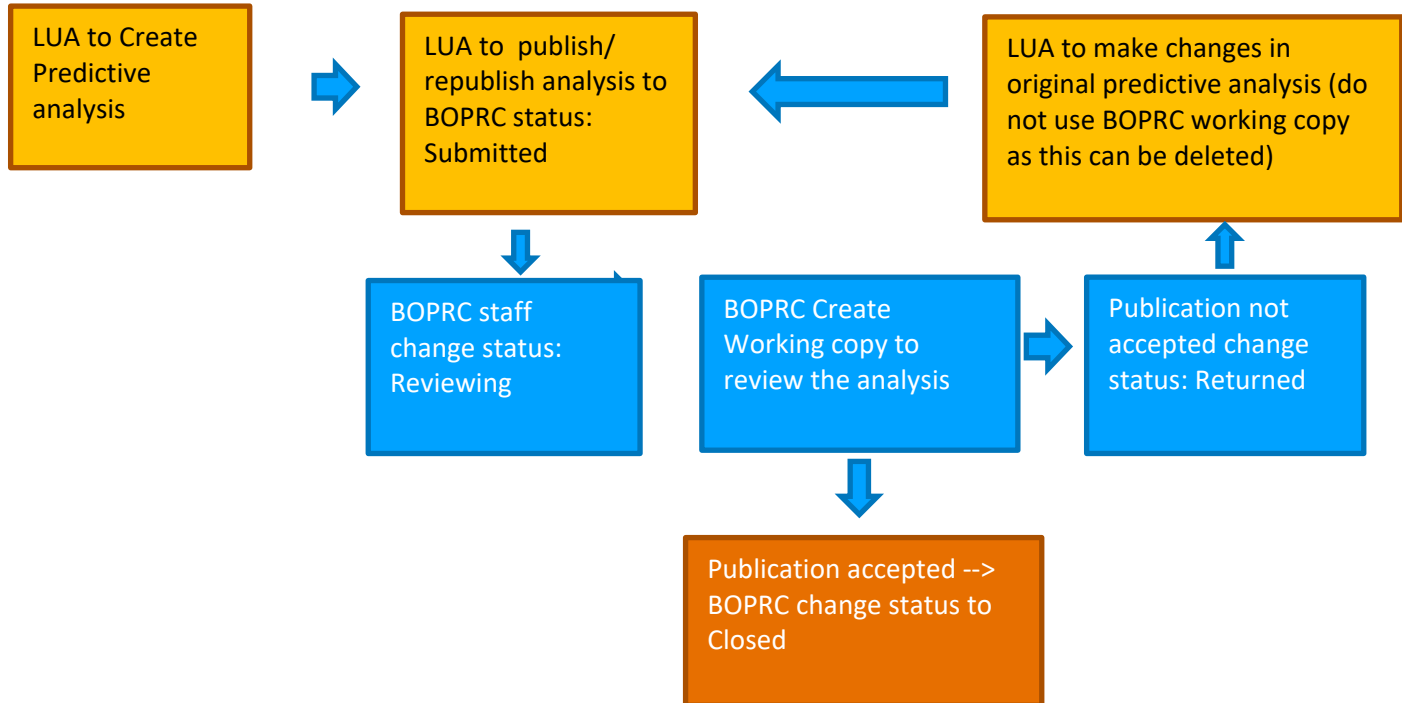 LUA to Create
Predictive
analysis
LUA to  publish/
republish analysis to
BOPRC status:
Submitted
LUA to make changes in
original predictive analysis (do
not use BOPRC working copy
as this can be deleted)
BOPRC staff
change status:
Reviewing
BOPRC Create
Working copy to
review the analysis
Publication not
accepted change
status: Returned
Publication accepted -->
BOPRC change status to
Closed